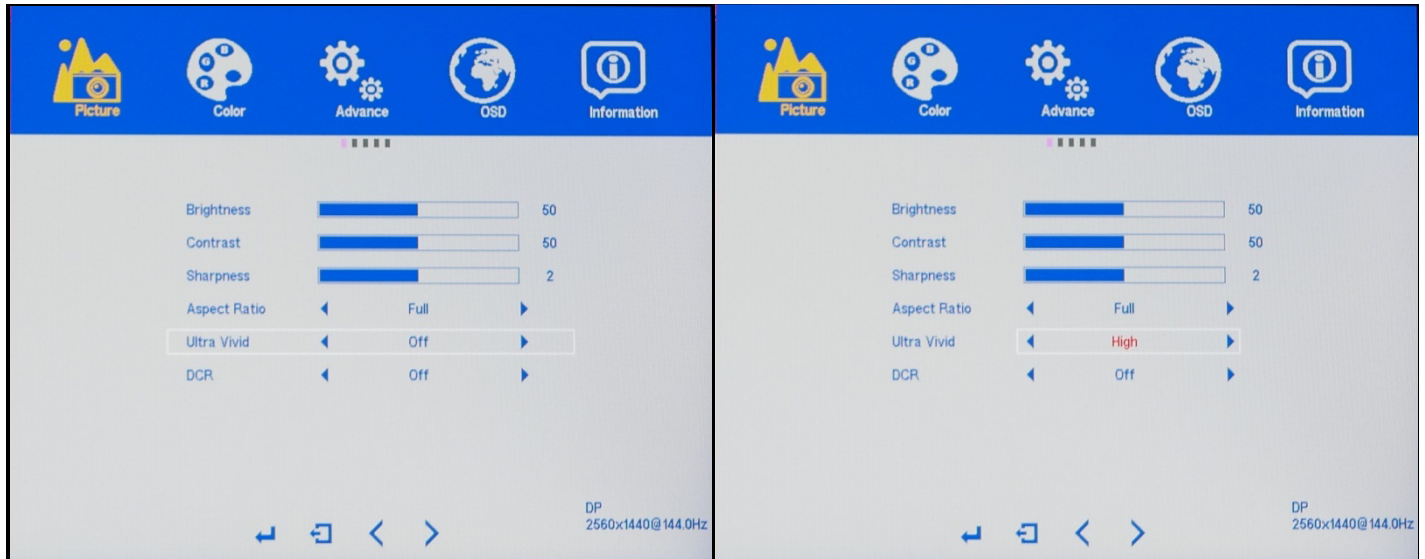 Picture Color Advance OSD Information
Brightness 50
Contrast 50
Sharpness 2
Aspect Ratio Full
Ultra Vivid Off
DCR Off
DP
2560x1440@144.0Hz
Picture Color Advance OSD Information
Brightness 50
Contrast 50
Sharpness 2
Aspect Ratio Full
Ultra Vivid High
DCR Off
DP
2560x1440@144.0Hz